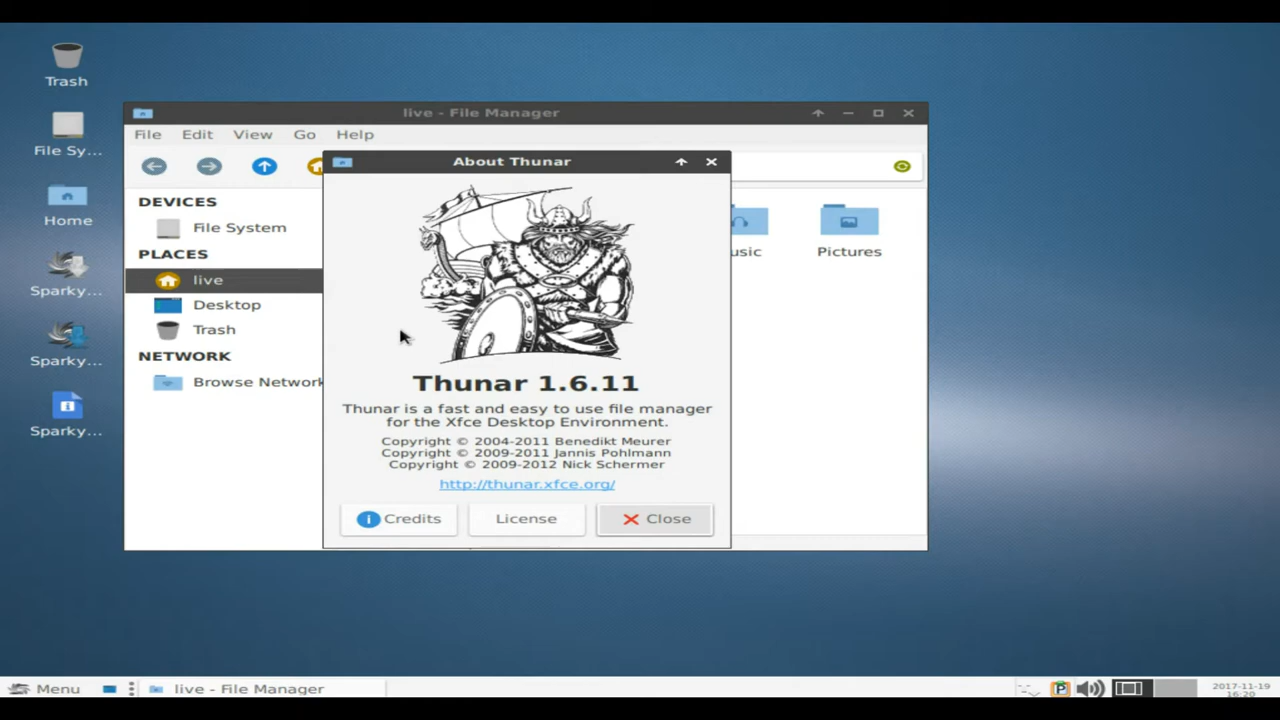 Trash
File Sy...
Home
Sparky...
Sparky...
Sparky...
live - File Manager
File Edit View Go Help
DEVICES
File System
PLACES
live
Desktop
Trash
NETWORK
Browse Network
usic
Pictures
About Thunar
Thunar 1.6.11
Thunar is a fast and easy to use file manager
for the Xfce Desktop Environment.
Copyright © 2004-2011 Benedikt Meurer
Copyright © 2009-2011 Jannis Pohlmann
Copyright © 2009-2012 Nick Schermer
http://thunar.xfce.org/
Credits License Close
Menu live - File Manager
2017-11-19
16:20